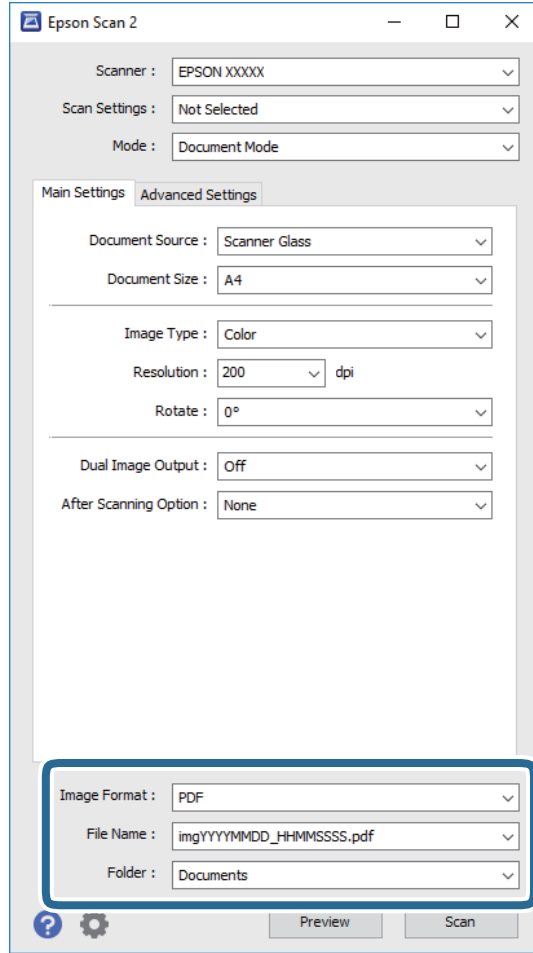 Epson Scan 2
Scanner : EPSON XXXXX
Scan Settings : Not Selected
Mode : Document Mode
Main Settings Advanced Settings
Document Source : Scanner Glass
Document Size : A4
Image Type : Color
Resolution : 200 dpi
Rotate : 0°
Dual Image Output : Off
After Scanning Option : None
Image Format : PDF
File Name : imgYYYYMMDD_HHMMSSSS.pdf
Folder : Documents
? Preview Scan